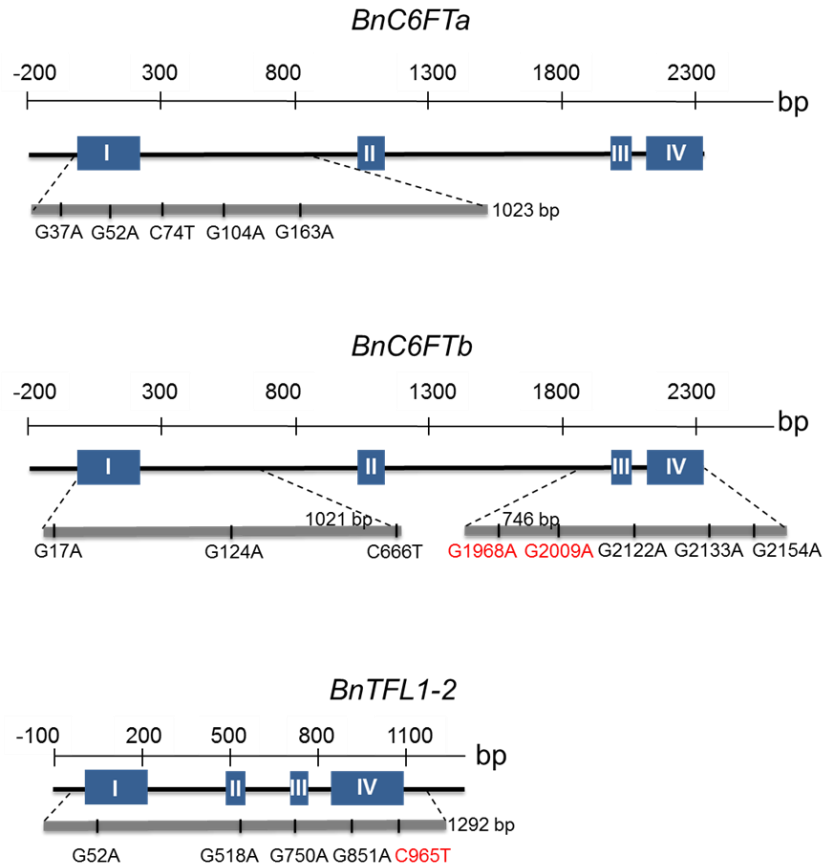 BnC6FTa
-200 300 800 1300 1800 2300
bp
I II III IV
1023 bp
G37A G52A C74T G104A G163A
BnC6FTb
-200 300 800 1300 1800 2300
bp
I II III IV
1021 bp 746 bp
G17A G124A C666T G1968A G2009A G2122A G2133A G2154A
BnTFL1-2
-100 200 500 800 1100
bp
I II III IV
1292 bp
G52A G518A G750A G851A C965T